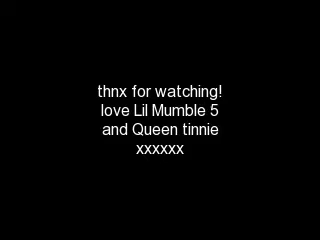 thnx for watching!
love Lil Mumble 5
and Queen tinnie
xxxxxx